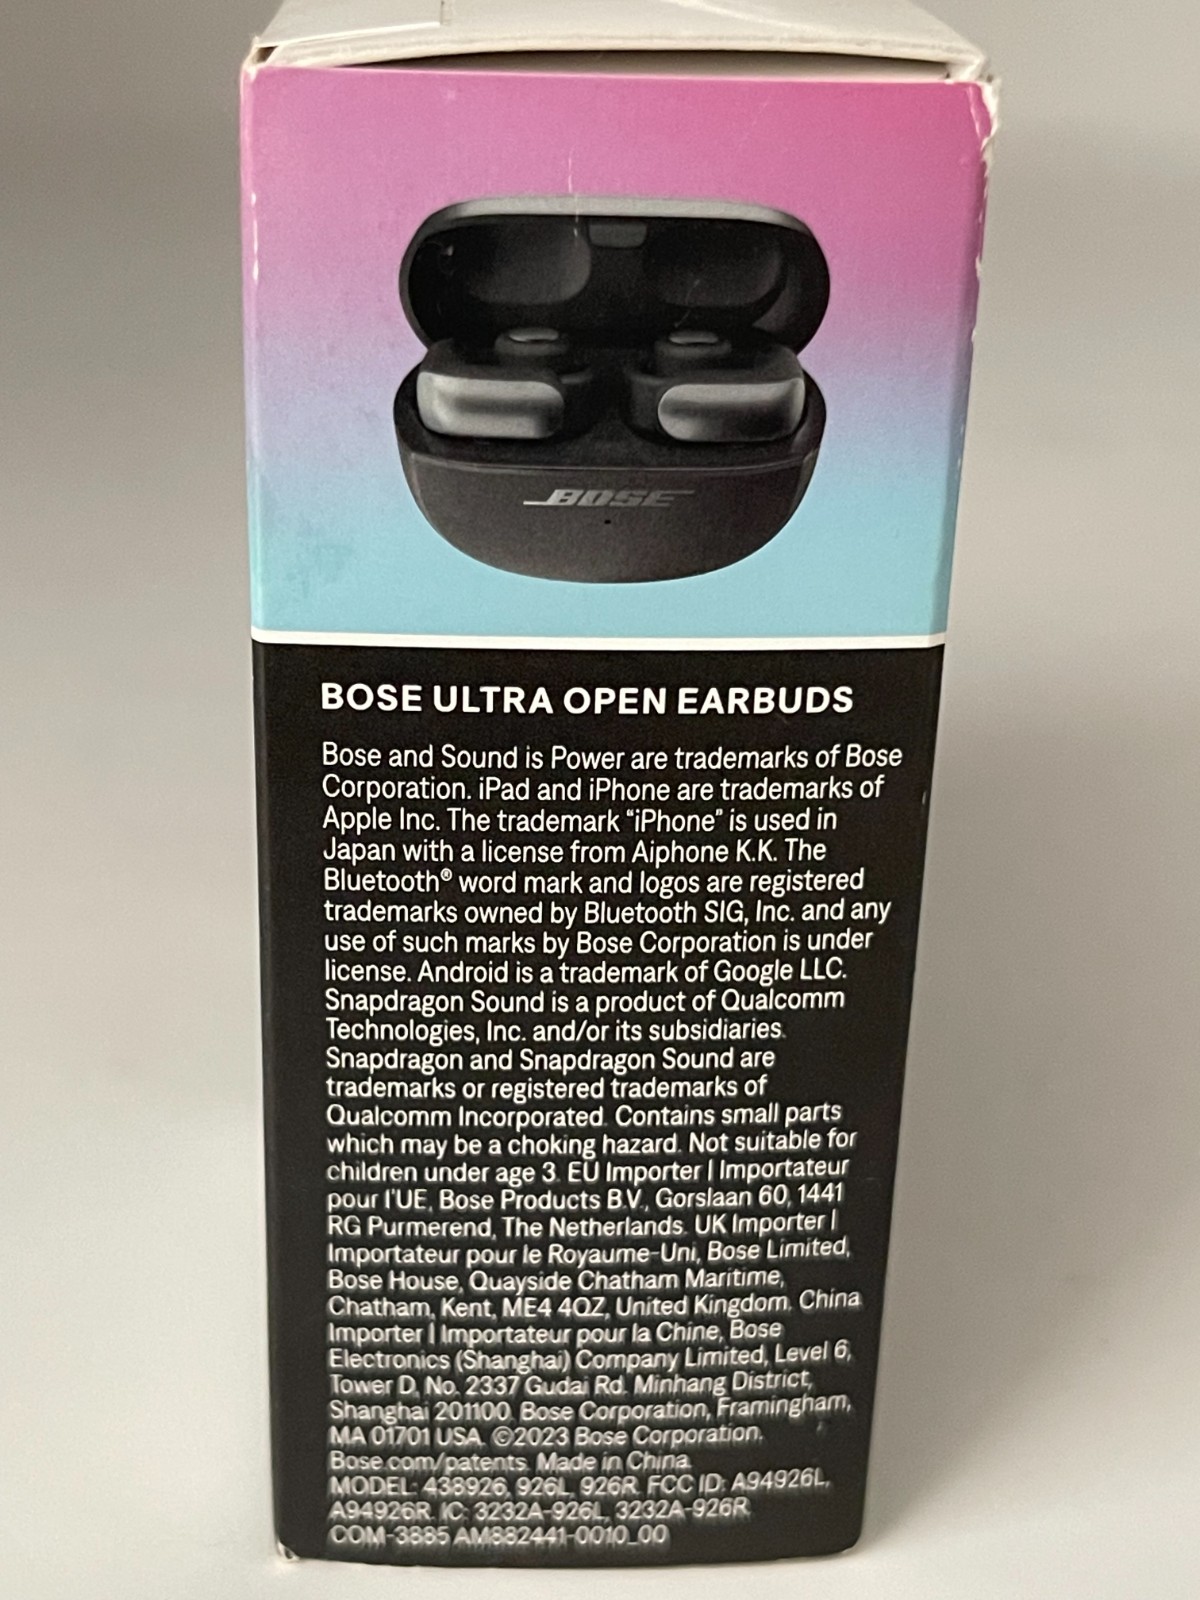 BOSE
BOSE ULTRA OPEN EARBUDS
Bose and Sound is Power are trademarks of Bose
Corporation. iPad and iPhone are trademarks of
Apple Inc. The trademark “iPhone” is used in
Japan with a license from Aiphone K.K. The
Bluetooth® word mark and logos are registered
trademarks owned by Bluetooth SIG, Inc. and any
use of such marks by Bose Corporation is under
license. Android is a trademark of Google LLC.
Snapdragon Sound is a product of Qualcomm
Technologies, Inc. and/or its subsidiaries.
Snapdragon and Snapdragon Sound are
trademarks or registered trademarks of
Qualcomm Incorporated. Contains small parts
which may be a choking hazard. Not suitable for
children under age 3. EU Importer | Importateur
pour l'UE, Bose Products B.V., Gorslaan 60, 1441
RG Purmerend, The Netherlands. UK Importer |
Importateur pour le Royaume-Uni, Bose Limited,
Bose House, Quayside Chatham Maritime,
Chatham, Kent, ME4 4QZ, United Kingdom. China
Importer | Importateur pour la Chine, Bose
Electronics (Shanghai) Company Limited, Level 6,
Tower D, No. 2337 Gudai Rd. Minhang District,
Shanghai 201100. Bose Corporation, Framingham,
MA 01701 USA. ©2023 Bose Corporation.
Bose.com/patents. Made in China.
MODEL: 438926, 926L, 926R. FCC ID: A94926L,
A94926R. IC: 3232A-926L, 3232A-926R
COM-3885 AM882441-0010_00